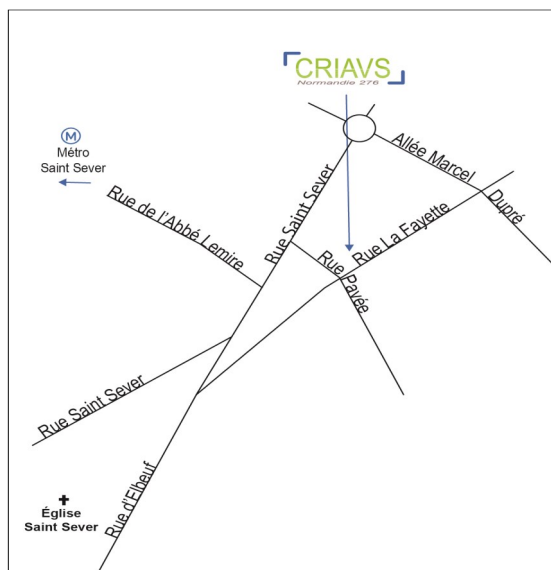 CRIAVS
Normandie 276
M
Métro
Saint Sever
Allée Marcel
Dupré
Rue Saint Sever
Rue La Fayette
Rue de l'Abbé Lemire
Rue Pavée
Rue Saint Sever
Rue d'Elbeuf
Église
Saint Sever